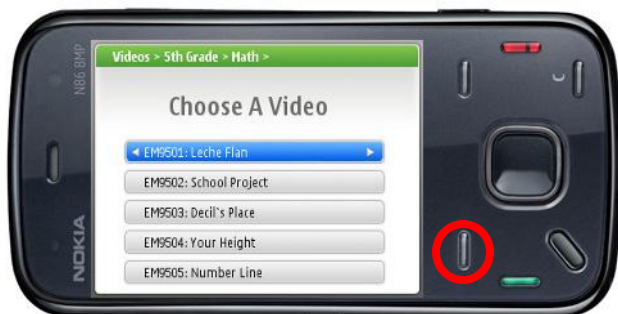 N86 8MP
NOKIA
Videos > 5th Grade > Math >
Choose A Video
EM9501: Leche Flan
EM9502: School Project
EM9503: Decil`s Place
EM9504: Your Height
EM9505: Number Line